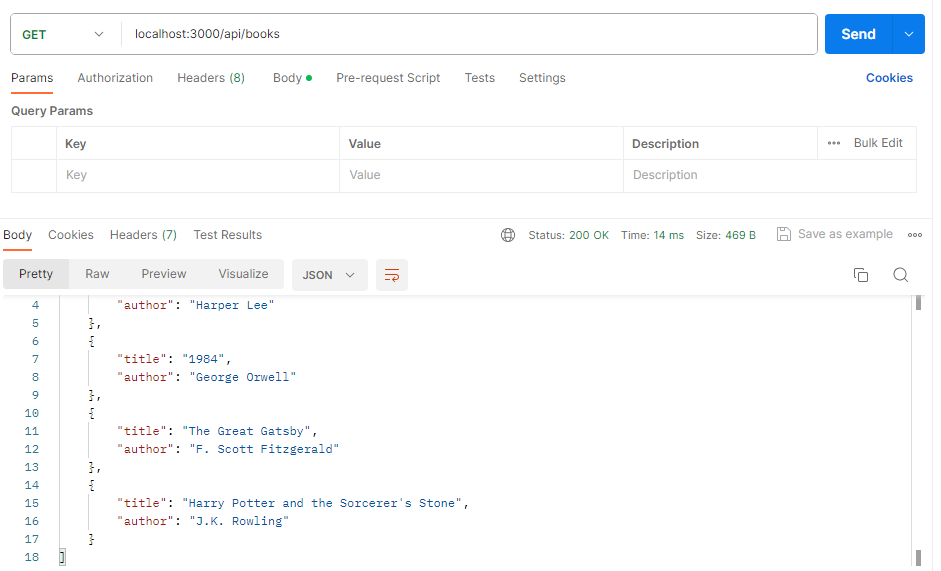 GET localhost:3000/api/books Send
Params Authorization Headers (8) Body Pre-request Script Tests Settings Cookies
Query Params
Key Value Description ••• Bulk Edit
Key Value Description
Body Cookies Headers (7) Test Results Status: 200 OK Time: 14 ms Size: 469 B Save as example
Pretty Raw Preview Visualize JSON
4 "author": "Harper Lee"
5 },
6 {
7 "title": "1984",
8 "author": "George Orwell"
9 },
10 {
11 "title": "The Great Gatsby",
12 "author": "F. Scott Fitzgerald"
13 },
14 {
15 "title": "Harry Potter and the Sorcerer's Stone",
16 "author": "J.K. Rowling"
17 }
18 ]